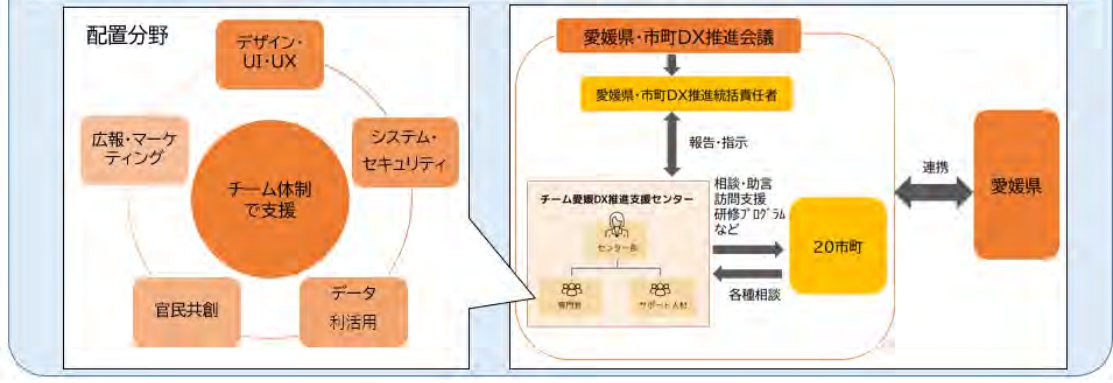 配置分野
デザイン・
UI・UX
広報・マーケ
ティング
システム・
セキュリティ
チーム体制
で支援
官民共創
データ
利活用
愛媛県・市町DX推進会議
愛媛県・市町DX推進統括責任者
報告・指示
チーム愛媛DX推進支援センター
センター長
専門官
サポート人材
相談・助言
訪問支援
研修プログラム
など
各種相談
20市町
連携
愛媛県